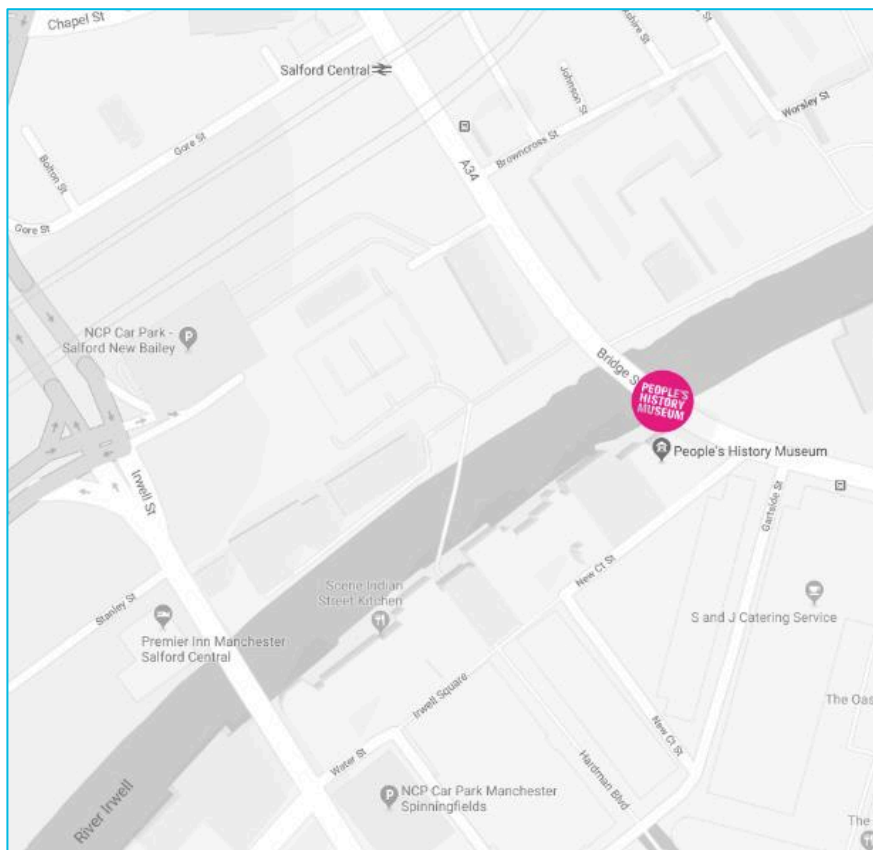 Chapel St
Salford Central
Johnson St
Worsley St
Browncross St
A34
Gore St
Bolton St
Gore St
NCP Car Park -
Salford New Bailey
Bridge S
PEOPLE'S
HISTORY
MUSEUM
People's History Museum
Irwell St
Gartside St
New Ct St
Scene Indian
Street Kitchen
Stanley St
S and J Catering Service
Premier Inn Manchester
Salford Central
Irwell Square
The Oas
New Ct St
Water St
Hardman Blvd
NCP Car Park Manchester
Spinningfields
River Irwell
The